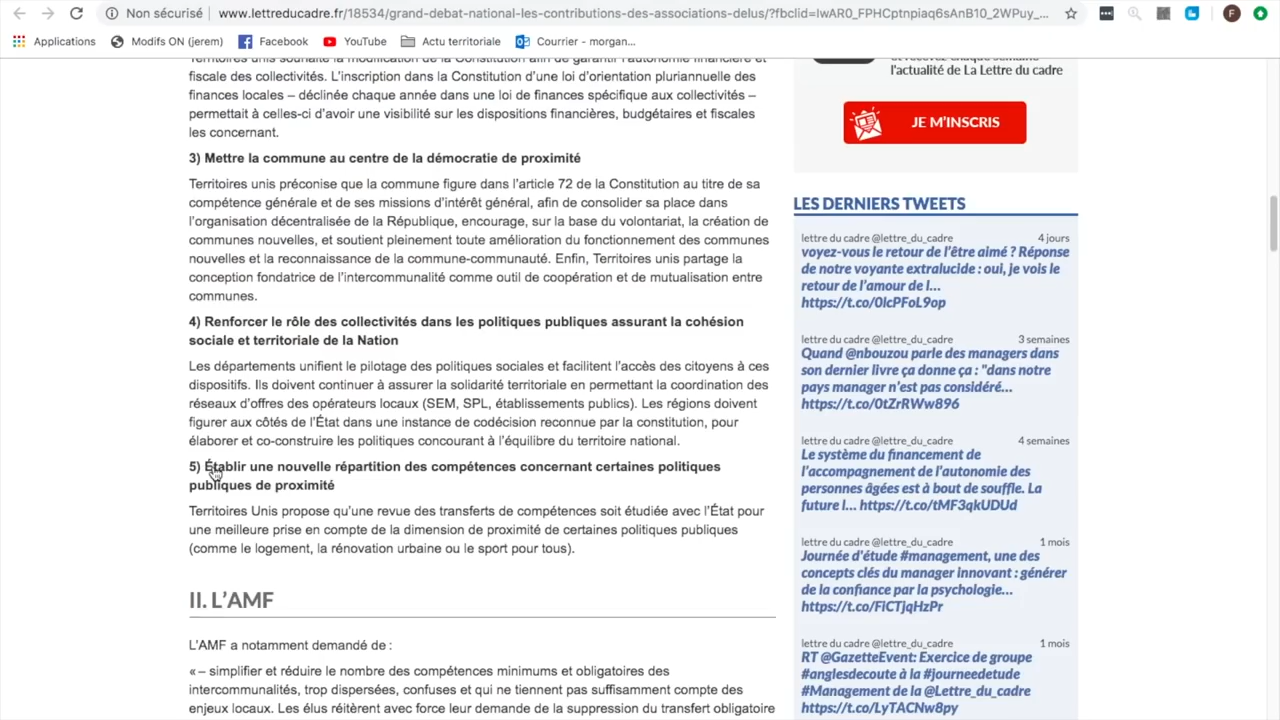 Non sécurisé
www.lettreducadre.fr/18534/grand-debat-national-les-contributions-des-associations-delus/?fbclid=IwAR0_FPHCptnpiaq6sAnB10_2WPuy_...
F
Applications
Modifs ON (jerem)
Facebook
YouTube
Actu territoriale
Courrier - morgan...
Territoires unis souhaite la modification de la Constitution afin de garantir l'autonomie financière et
fiscale des collectivités. L'inscription dans la Constitution d'une loi d'orientation pluriannuelle des
finances locales – déclinée chaque année dans une loi de finances spécifique aux collectivités –
permettait à celles-ci d'avoir une visibilité sur les dispositions financières, budgétaires et fiscales
les concernant.
3) Mettre la commune au centre de la démocratie de proximité
Territoires unis préconise que la commune figure dans l'article 72 de la Constitution au titre de sa
compétence générale et de ses missions d'intérêt général, afin de consolider sa place dans
l'organisation décentralisée de la République, encourage, sur la base du volontariat, la création de
communes nouvelles, et soutient pleinement toute amélioration du fonctionnement des communes
nouvelles et la reconnaissance de la commune-communauté. Enfin, Territoires unis partage la
conception fondatrice de l'intercommunalité comme outil de coopération et de mutualisation entre
communes.
4) Renforcer le rôle des collectivités dans les politiques publiques assurant la cohésion
sociale et territoriale de la Nation
Les départements unifient le pilotage des politiques sociales et facilitent l'accès des citoyens à ces
dispositifs. Ils doivent continuer à assurer la solidarité territoriale en permettant la coordination des
réseaux d'offres des opérateurs locaux (SEM, SPL, établissements publics). Les régions doivent
figurer aux côtés de l'État dans une instance de codécision reconnue par la constitution, pour
élaborer et co-construire les politiques concourant à l'équilibre du territoire national.
5) Établir une nouvelle répartition des compétences concernant certaines politiques
publiques de proximité
Territoires Unis propose qu'une revue des transferts de compétences soit étudiée avec l'État pour
une meilleure prise en compte de la dimension de proximité de certaines politiques publiques
(comme le logement, la rénovation urbaine ou le sport pour tous).
II. L'AMF
L'AMF a notamment demandé de :
« – simplifier et réduire le nombre des compétences minimums et obligatoires des
intercommunalités, trop dispersées, confuses et qui ne tiennent pas suffisamment compte des
enjeux locaux. Les élus réitèrent avec force leur demande de la suppression du transfert obligatoire
et recevez chaque semaine
l'actualité de La Lettre du cadre
JE M'INSCRIS
LES DERNIERS TWEETS
lettre du cadre @lettre_du_cadre 4 jours
voyez-vous le retour de l'être aimé ? Réponse
de notre voyante extralucide : oui, je vois le
retour de l'amour de l...
https://t.co/0lcPFoL9op
lettre du cadre @lettre_du_cadre 3 semaines
Quand @nbouzou parle des managers dans
son dernier livre ça donne ça : "dans notre
pays manager n'est pas considéré...
https://t.co/0tZrRWw896
lettre du cadre @lettre_du_cadre 4 semaines
Le système du financement de
l'accompagnement de l'autonomie des
personnes âgées est à bout de souffle. La
future l... https://t.co/tMF3qkUDUd
lettre du cadre @lettre_du_cadre 1 mois
Journée d'étude #management, une des
concepts clés du manager innovant : générer
de la confiance par la psychologie...
https://t.co/FiCTjqHzPr
lettre du cadre @lettre_du_cadre 1 mois
RT @GazetteEvent: Exercice de groupe
#anglesdecoute à la #journeedetude
#Management de la @Lettre_du_cadre
https://t.co/LyTACNw8py